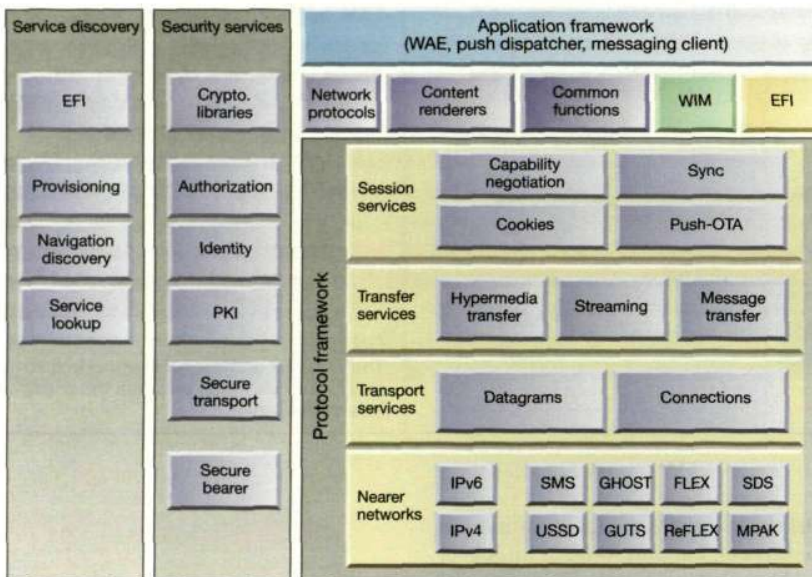 Service discovery
EFI
Provisioning
Navigation
discovery
Service
lookup
Security services
Crypto.
libraries
Authorization
Identity
PKI
Secure
transport
Secure
bearer
Application framework
(WAE, push dispatcher, messaging client)
Network
protocols
Content
renderers
Common
functions
WIM
EFI
Protocol framework
Session
services
Capability
negotiation
Sync
Cookies
Push-OTA
Transfer
services
Hypermedia
transfer
Streaming
Message
transfer
Transport
services
Datagrams
Connections
Nearer
networks
IPv6
SMS
GHOST
FLEX
SDS
IPv4
USSD
GUTS
ReFLEX
MPAK